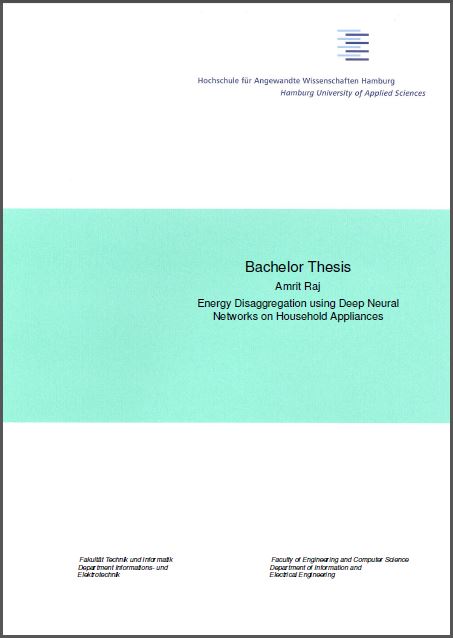 Hochschule für Angewandte Wissenschaften Hamburg
Hamburg University of Applied Sciences
Bachelor Thesis
Amrit Raj
Energy Disaggregation using Deep Neural
Networks on Household Appliances
Fakultät Technik und Informatik
Department Informations- und
Elektrotechnik
Faculty of Engineering and Computer Science
Department of Information and
Electrical Engineering